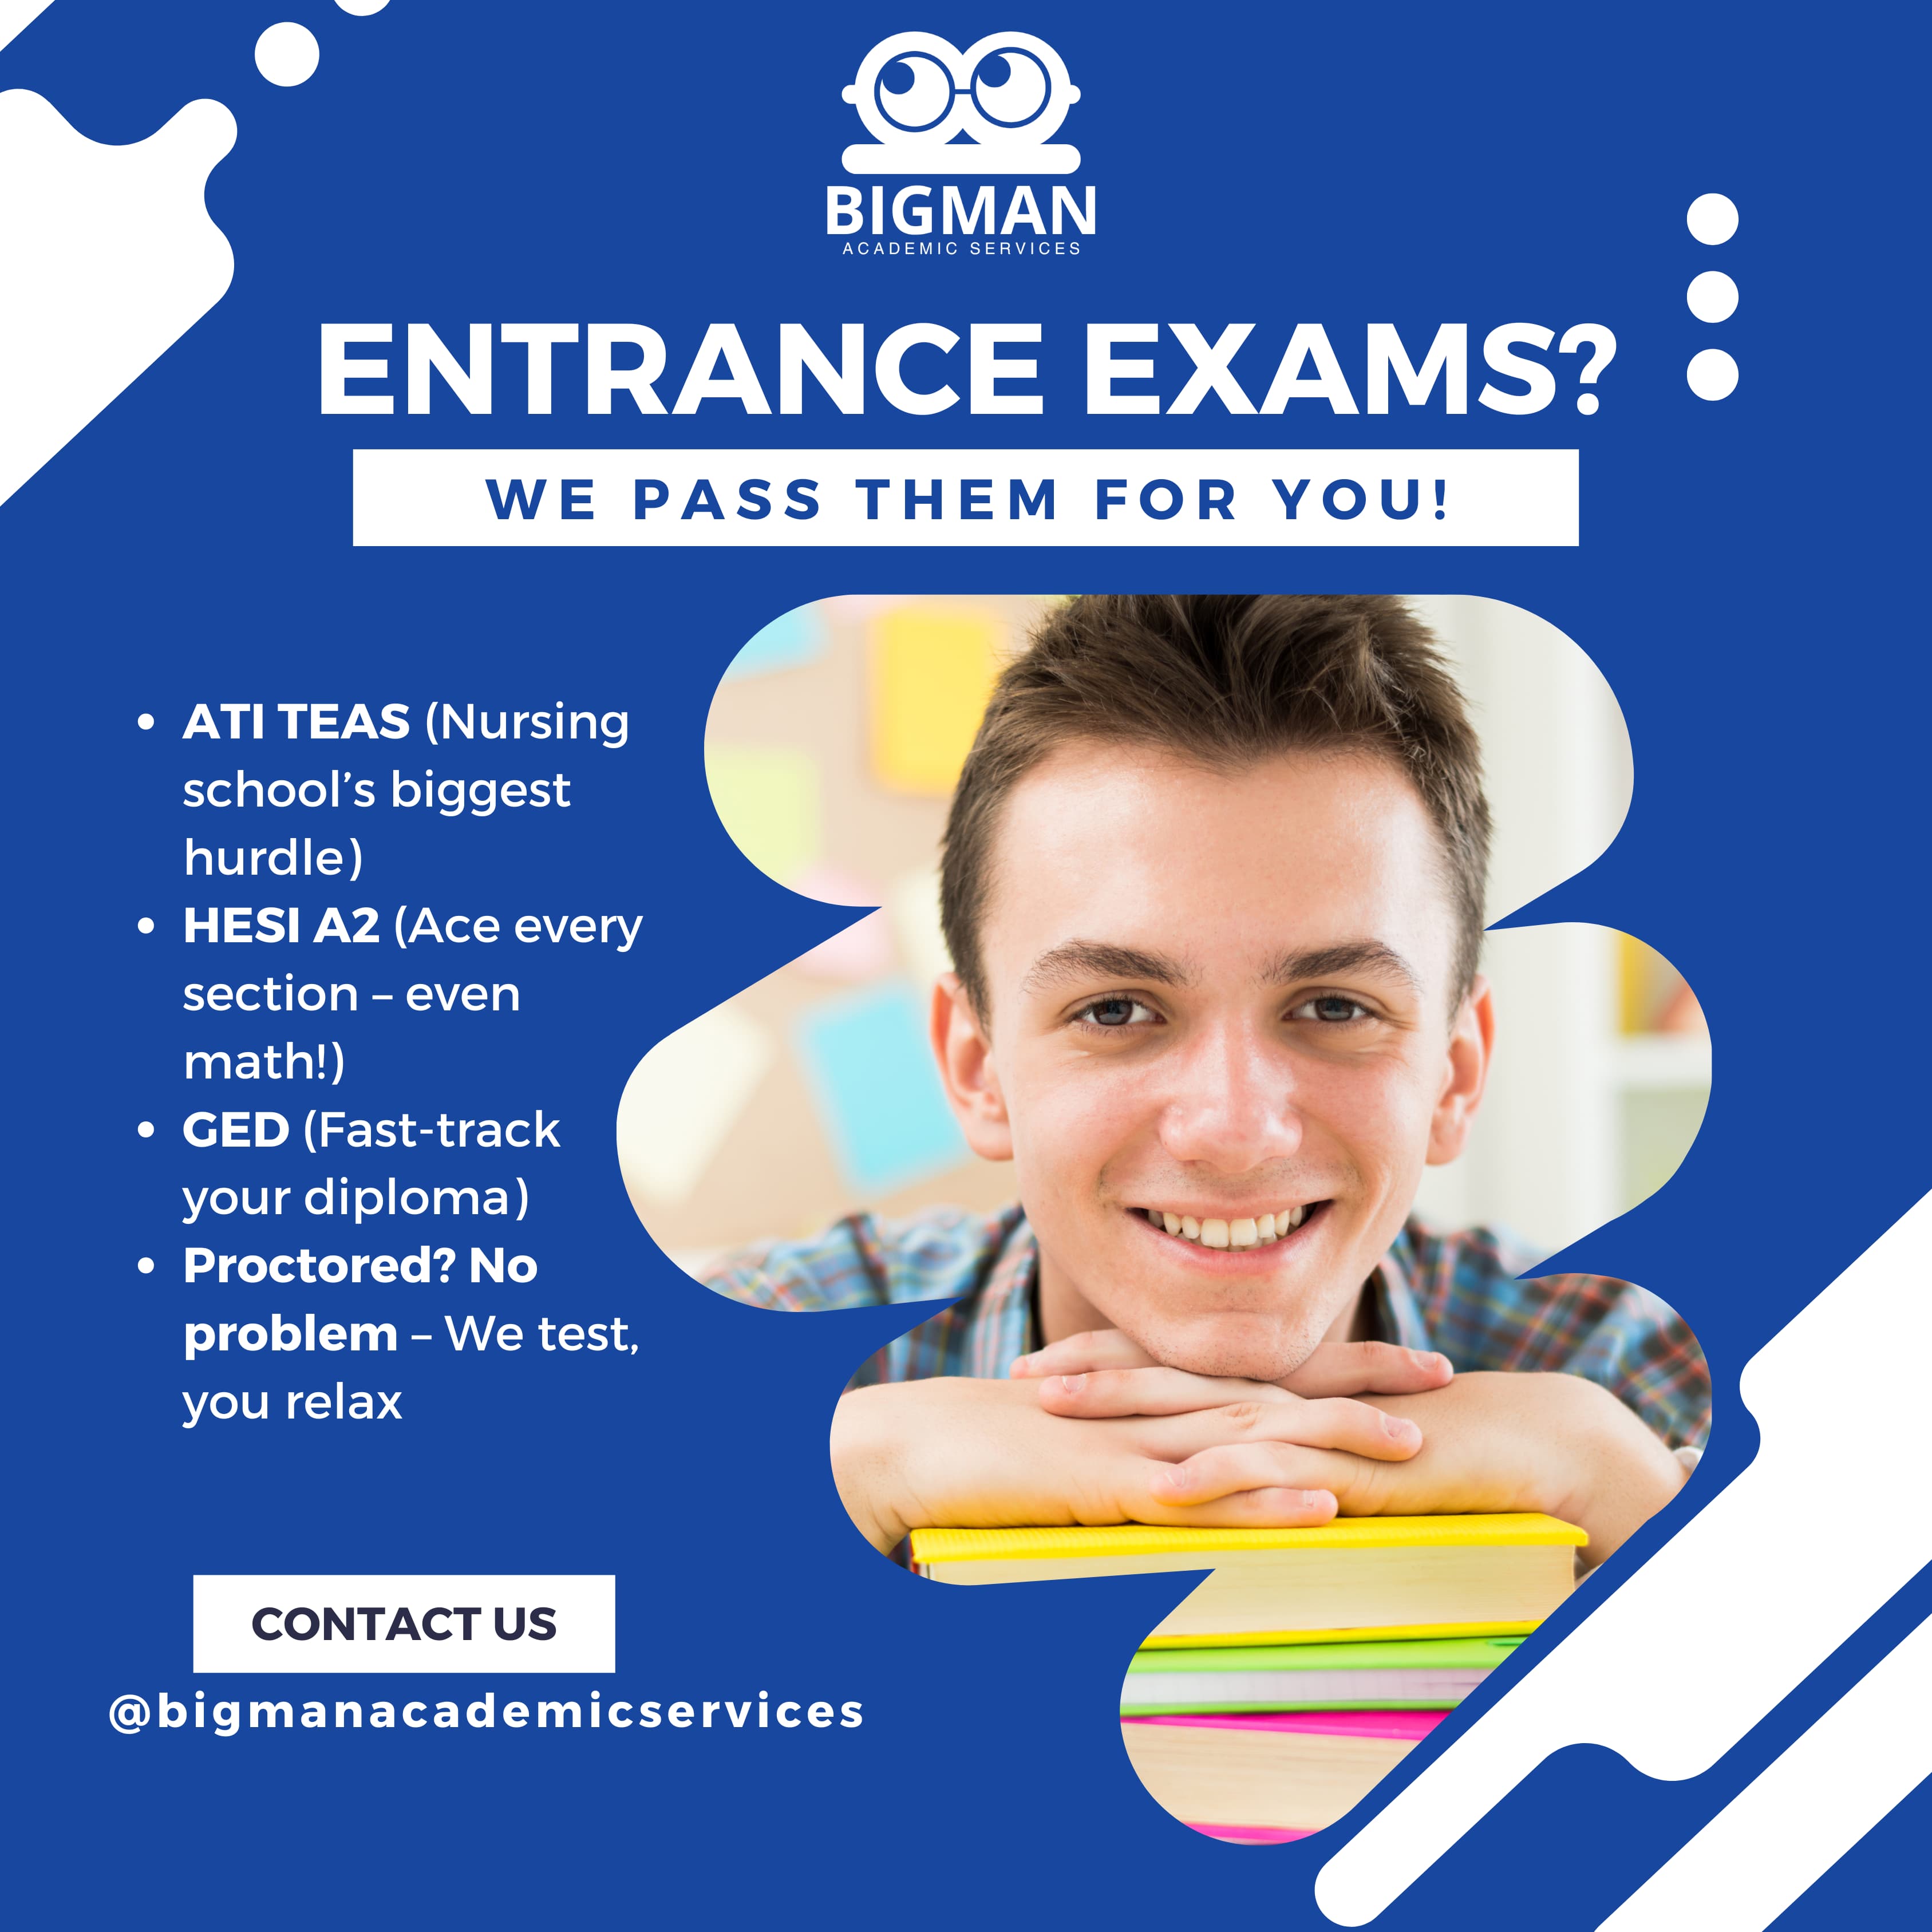 BIGMAN
ACADEMIC SERVICES
ENTRANCE EXAMS?
WE PASS THEM FOR YOU!
• ATI TEAS (Nursing
school’s biggest
hurdle)
• HESI A2 (Ace every
section – even
math!)
• GED (Fast-track
your diploma)
• Proctored? No
problem – We test,
you relax
CONTACT US
@bigmanacademicservices